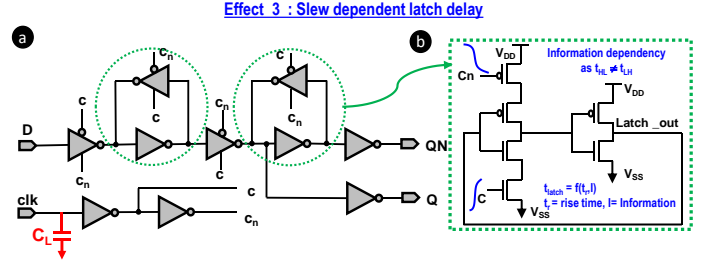 Effect 3 : Slew dependent latch delay
a
b
c
cn
c
cn
D
c
cn
cn
c
QN
clk
c
cn
Q
CL
VDD
Cn
Information dependency
as tHL ≠ tLH
VDD
Latch _out
VSS
C
VSS
tlatch = f(tr,I)
tr = rise time, I= Information